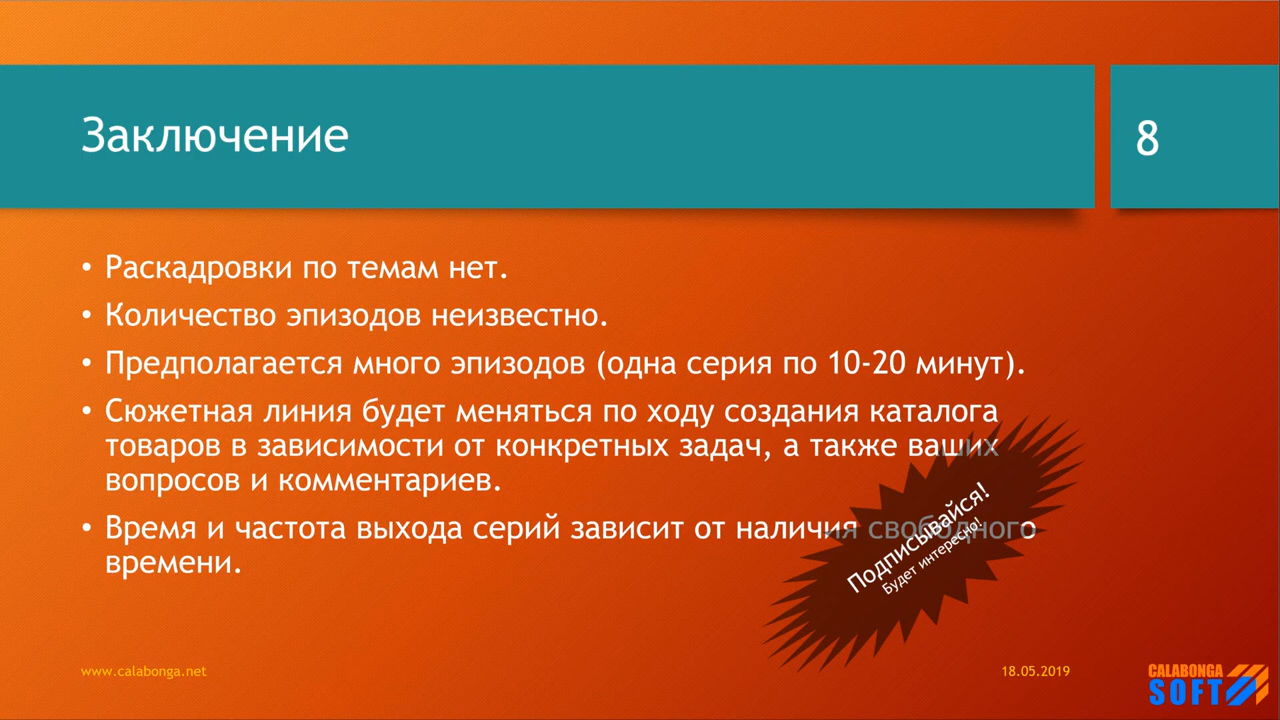 Заключение
8
• Раскадровки по темам нет.
• Количество эпизодов неизвестно.
• Предполагается много эпизодов (одна серия по 10-20 минут).
• Сюжетная линия будет меняться по ходу создания каталога
товаров в зависимости от конкретных задач, а также ваших
вопросов и комментариев.
• Время и частота выхода серий зависит от наличия свободного
времени.
Подписывайся!
Будет интересно!
www.calabonga.net
18.05.2019
CALABONGA
SOFT